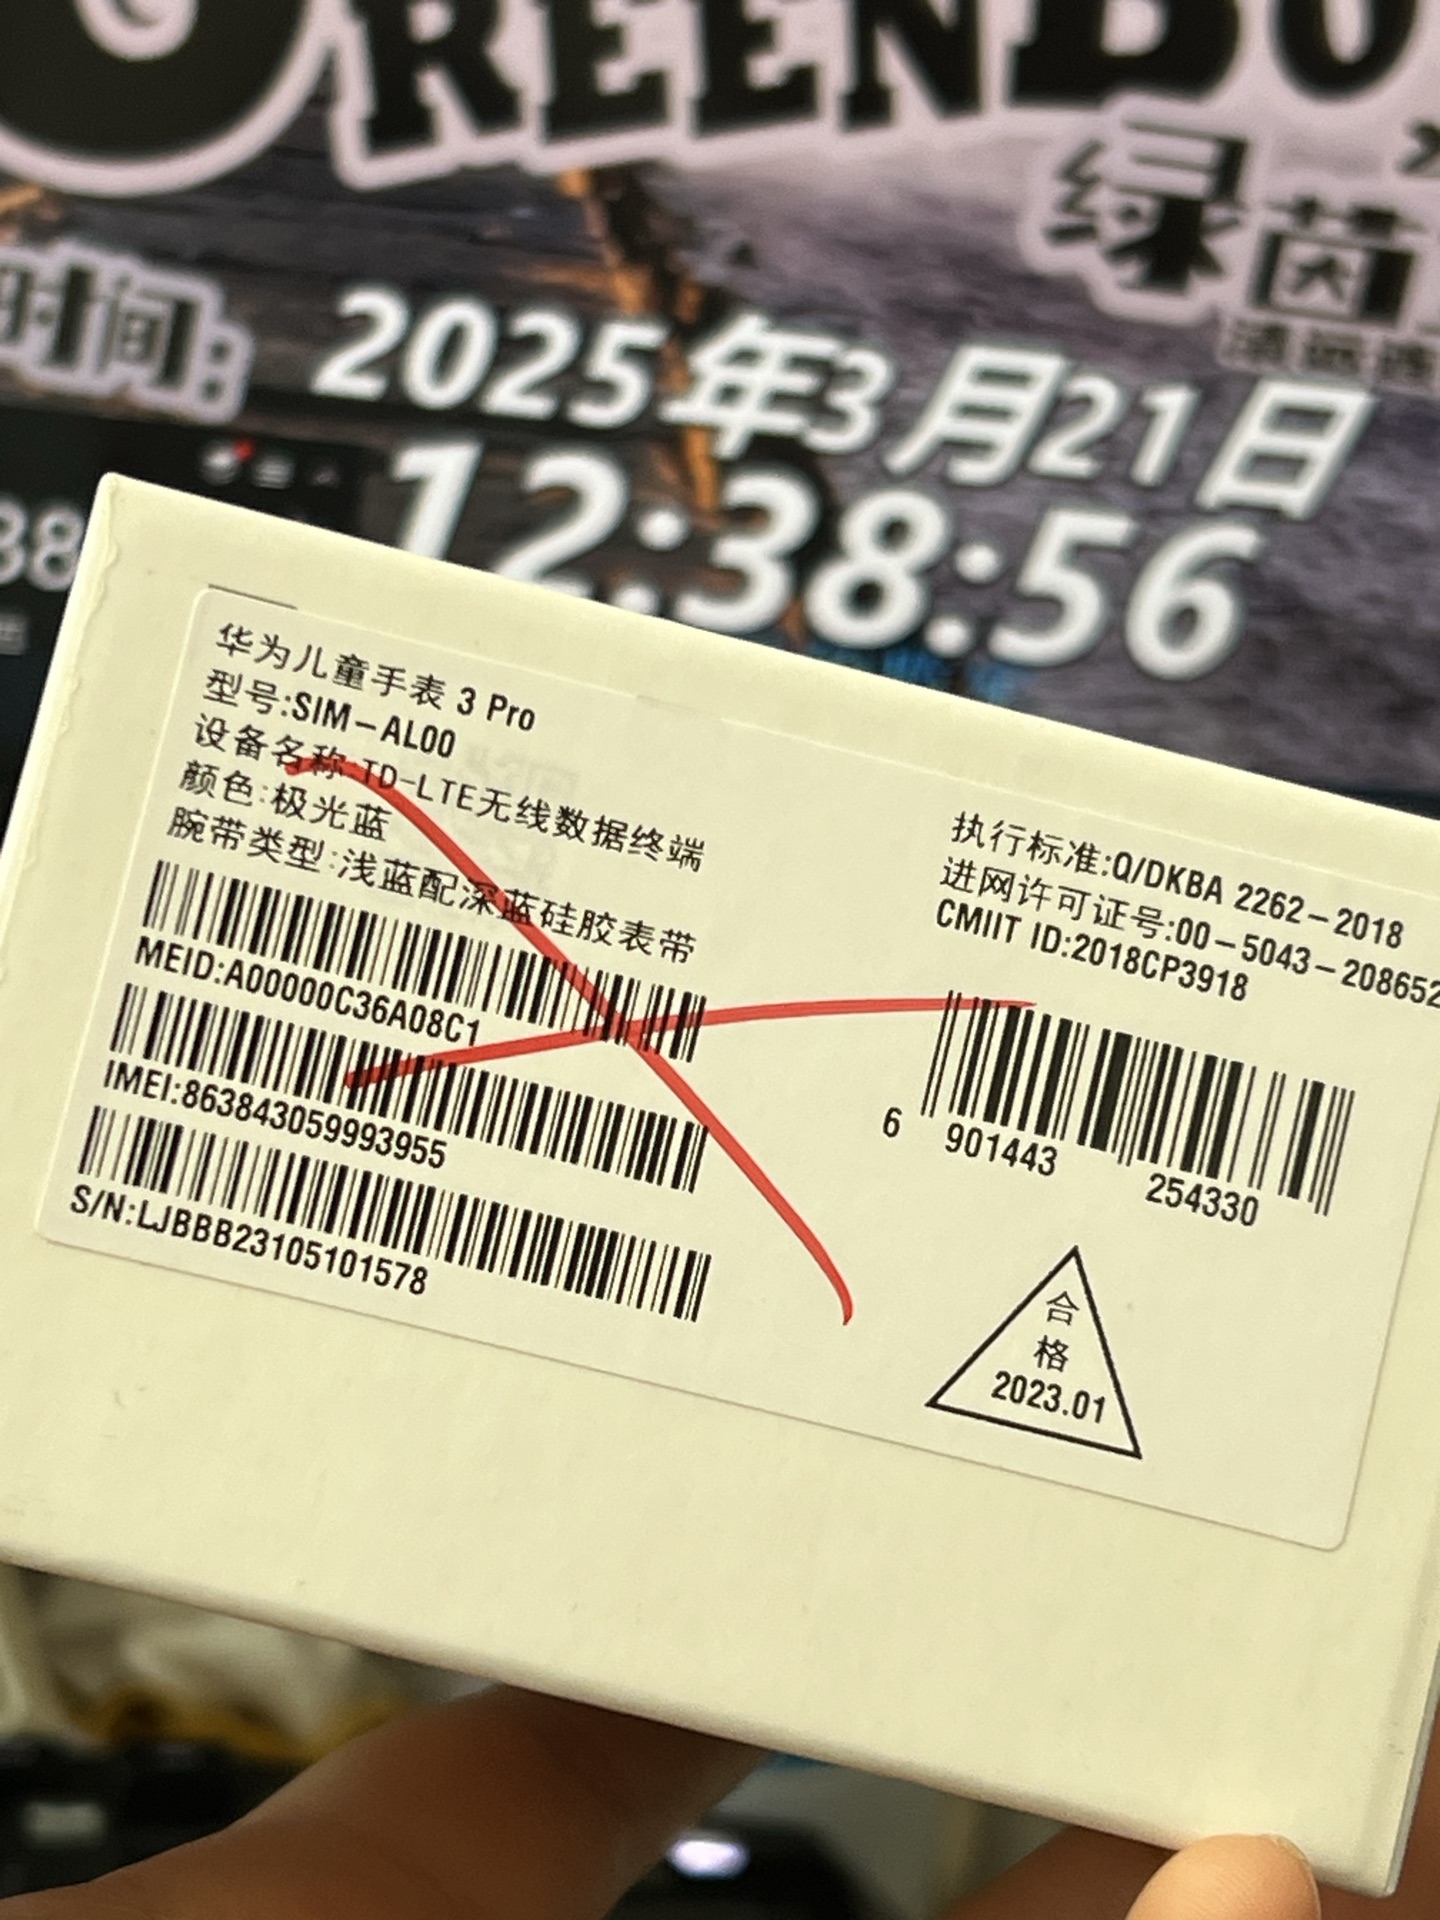 REENBO
绿茵
时间:
2025年3月21日
12:38:56
38
华为儿童手表 3 Pro
型号:SIM-AL00
设备名称:TD-LTE无线数据终端
颜色:极光蓝
腕带类型:浅蓝配深蓝硅胶表带
MEID:A00000C36A08C1
IMEI:863843059993955
S/N:LJBBB23105101578
执行标准:Q/DKBA 2262-2018
进网许可证号:00-5043-208652
CMIIT ID:2018CP3918
6 901443 254330
合
格
2023.01